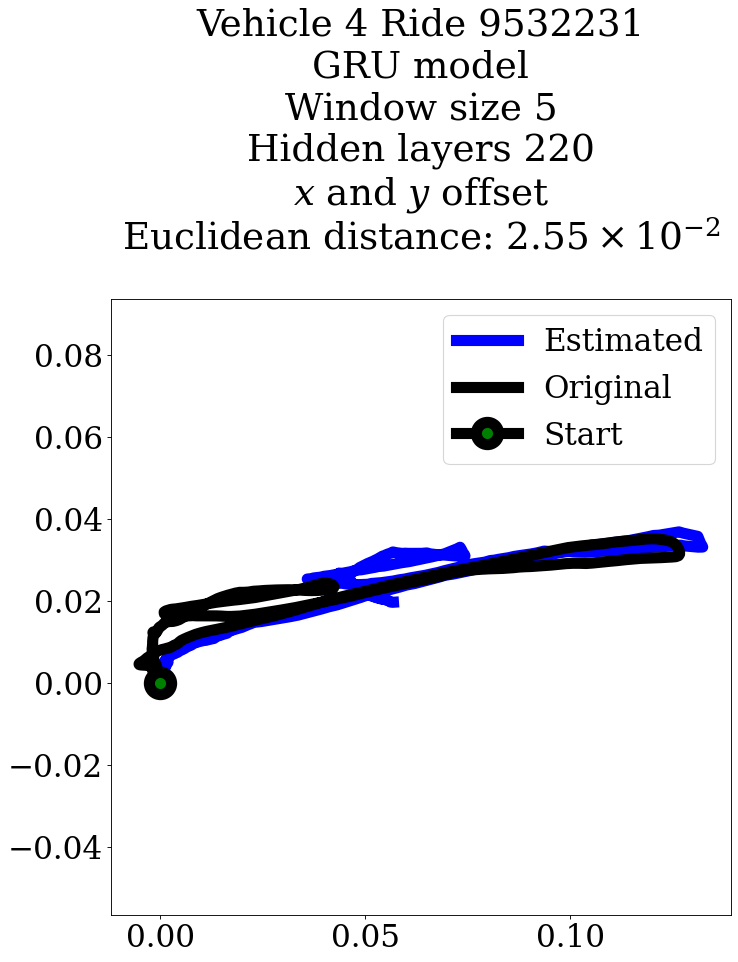 Vehicle 4 Ride 9532231
GRU model
Window size 5
Hidden layers 220
x and y offset
Euclidean distance: 2.55 × 10⁻²
Estimated
Original
Start
0.08
0.06
0.04
0.02
0.00
−0.02
−0.04
0.00 0.05 0.10